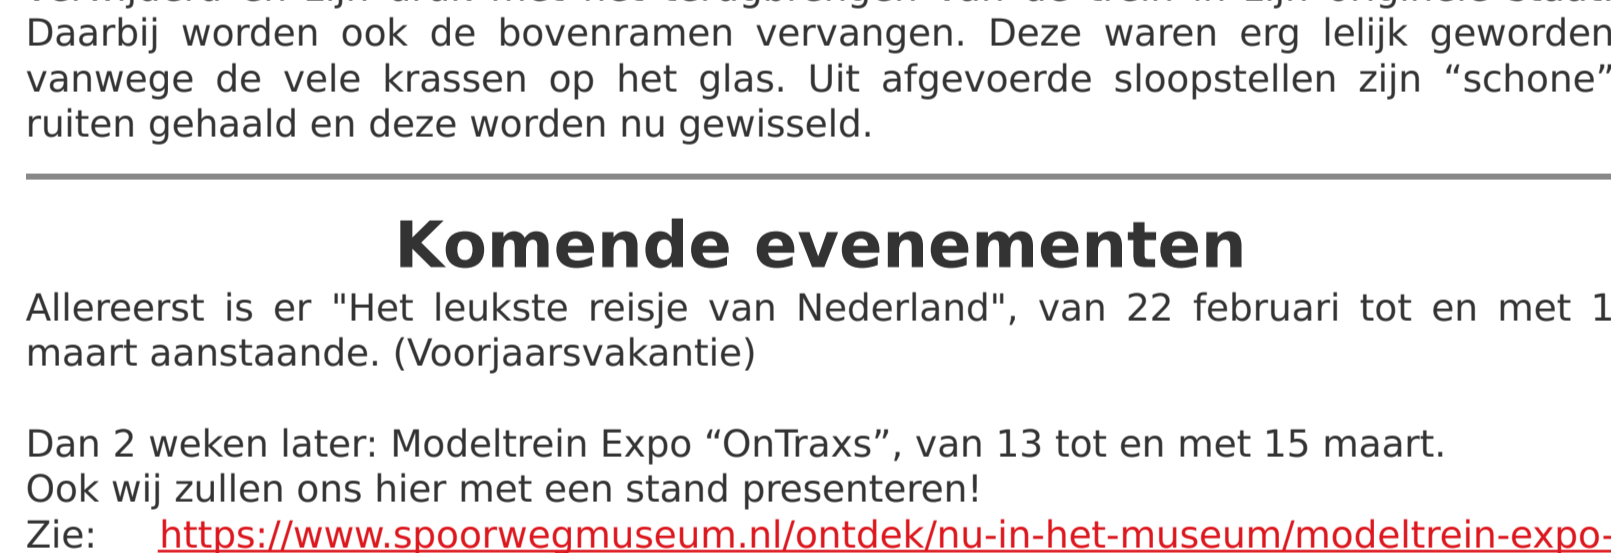 Daarbij worden ook de bovenramen vervangen. Deze waren erg lelijk geworden
vanwege de vele krassen op het glas. Uit afgevoerde sloopstellen zijn “schone”
ruiten gehaald en deze worden nu gewisseld.
Komende evenementen
Allereerst is er "Het leukste reisje van Nederland", van 22 februari tot en met 1
maart aanstaande. (Voorjaarsvakantie)
Dan 2 weken later: Modeltrein Expo “OnTraxs”, van 13 tot en met 15 maart.
Ook wij zullen ons hier met een stand presenteren!
Zie: https://www.spoorwegmuseum.nl/ontdek/nu-in-het-museum/modeltrein-expo-